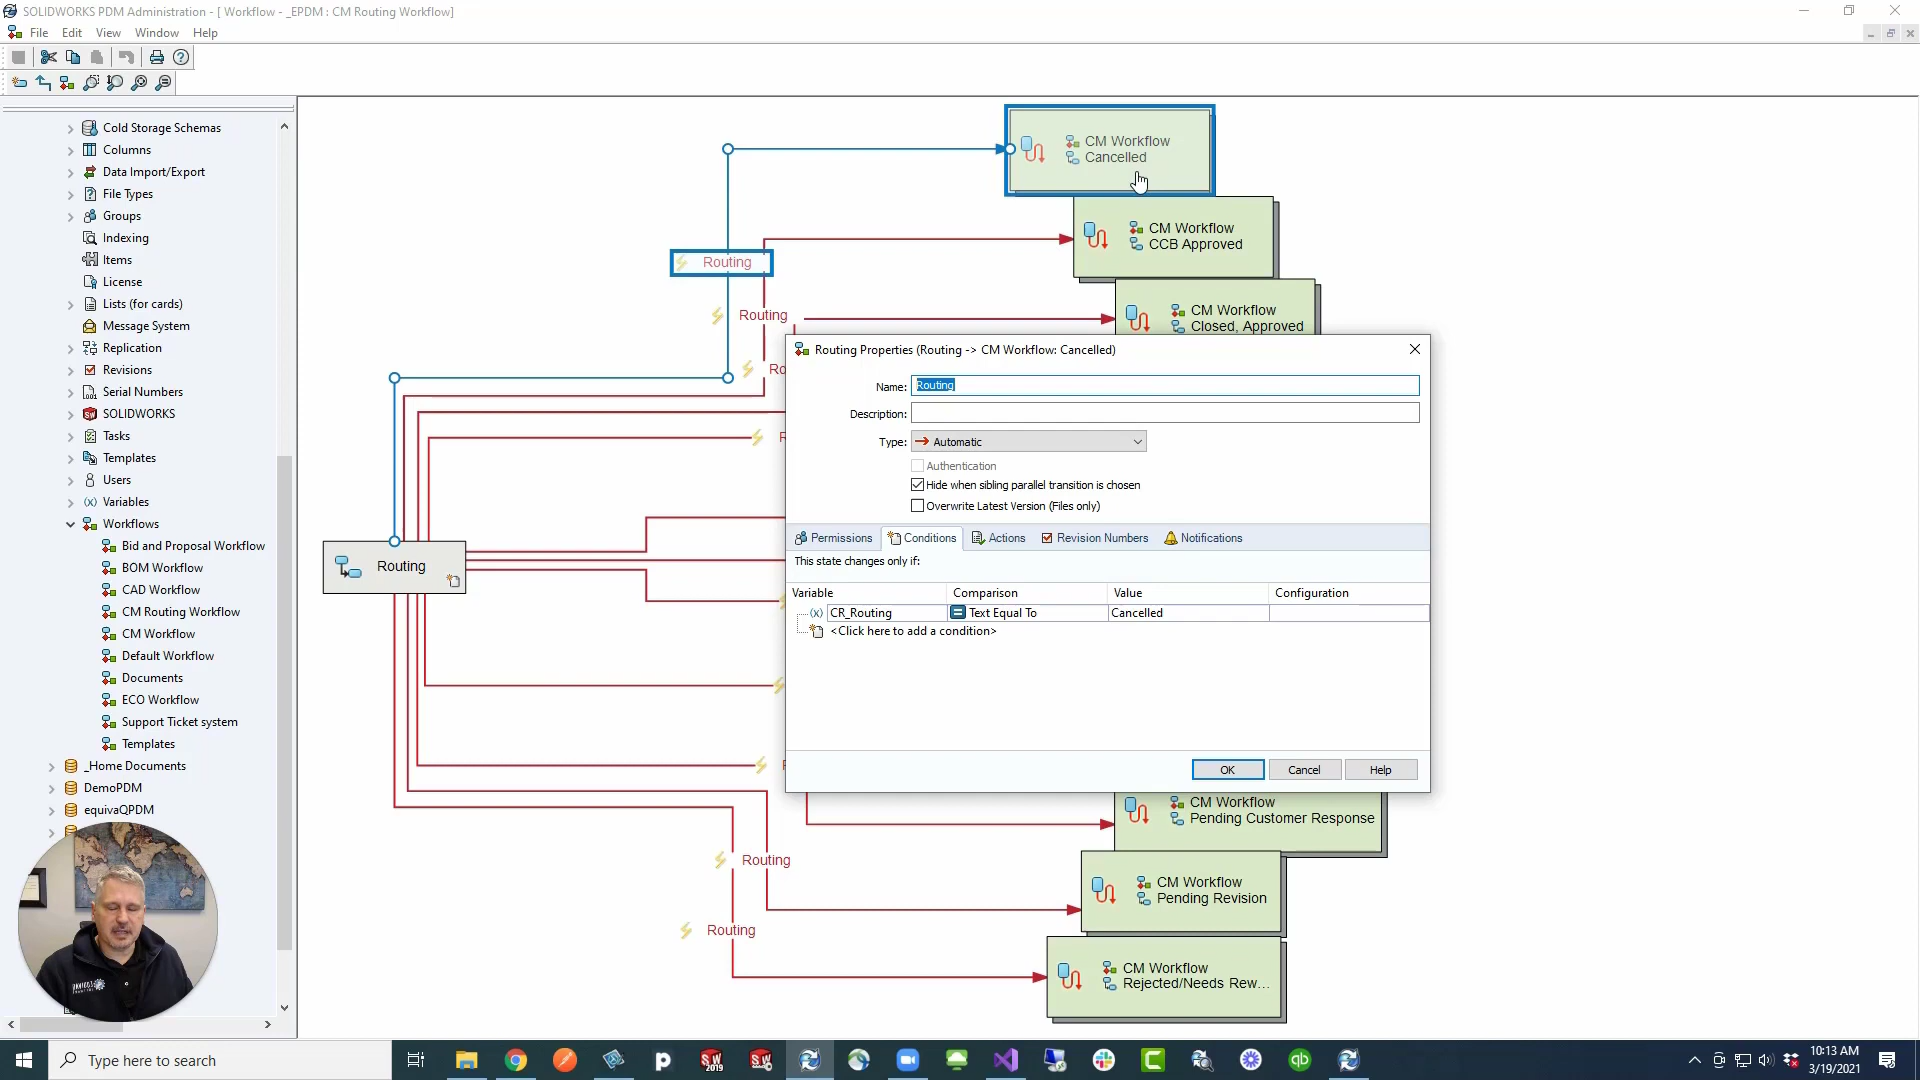 SOLIDWORKS PDM Administration - [ Workflow - _EPDM : CM Routing Workflow]
File Edit View Window Help
Cold Storage Schemas
Columns
Data Import/Export
File Types
Groups
Indexing
Items
License
Lists (for cards)
Message System
Replication
Revisions
Serial Numbers
SOLIDWORKS
Tasks
Templates
Users
Variables
Workflows
Bid and Proposal Workflow
BOM Workflow
CAD Workflow
CM Routing Workflow
CM Workflow
Default Workflow
Documents
ECO Workflow
Support Ticket system
Templates
_Home Documents
DemoPDM
equivaQPDM
CM Workflow
Cancelled
CM Workflow
CCB Approved
CM Workflow
Closed, Approved
Routing
Routing
Ro
Routing
Routing Properties (Routing -> CM Workflow: Cancelled)
Name: Routing
Description:
Type: Automatic
Authentication
Hide when sibling parallel transition is chosen
Overwrite Latest Version (Files only)
Permissions Conditions Actions Revision Numbers Notifications
This state changes only if:
Variable Comparison Value Configuration
(x) CR_Routing Text Equal To Cancelled
<Click here to add a condition>
OK Cancel Help
CM Workflow
Pending Customer Response
Routing
CM Workflow
Pending Revision
Routing
CM Workflow
Rejected/Needs Rew...
Type here to search
SW
2019
10:13 AM
3/19/2021